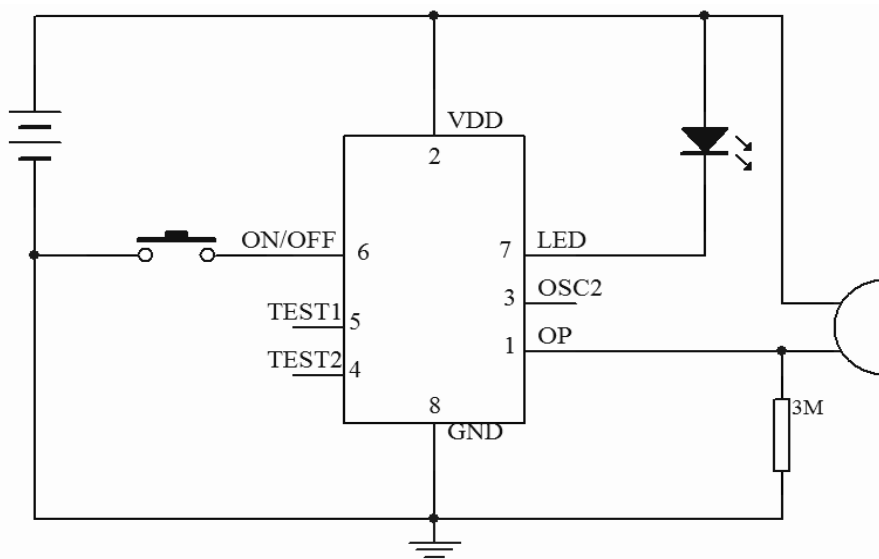 VDD
2
ON/OFF
6
7
LED
3
OSC2
TEST1
5
1
OP
TEST2
4
8
GND
3M